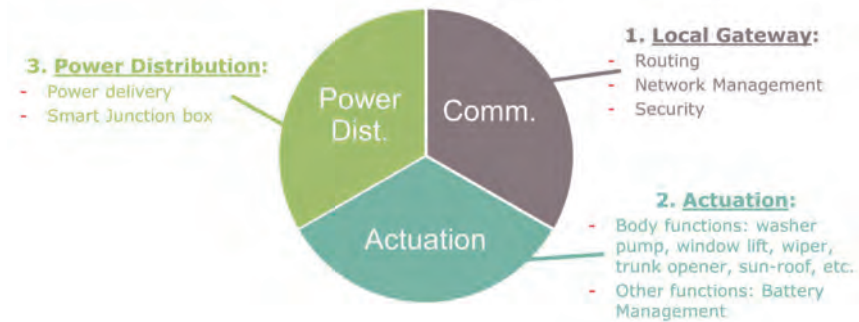 1. Local Gateway:
- Routing
- Network Management
- Security
3. Power Distribution:
- Power delivery
- Smart Junction box
Power
Dist.
Comm.
Actuation
2. Actuation:
- Body functions: washer
pump, window lift, wiper,
trunk opener, sun-roof, etc.
- Other functions: Battery
Management